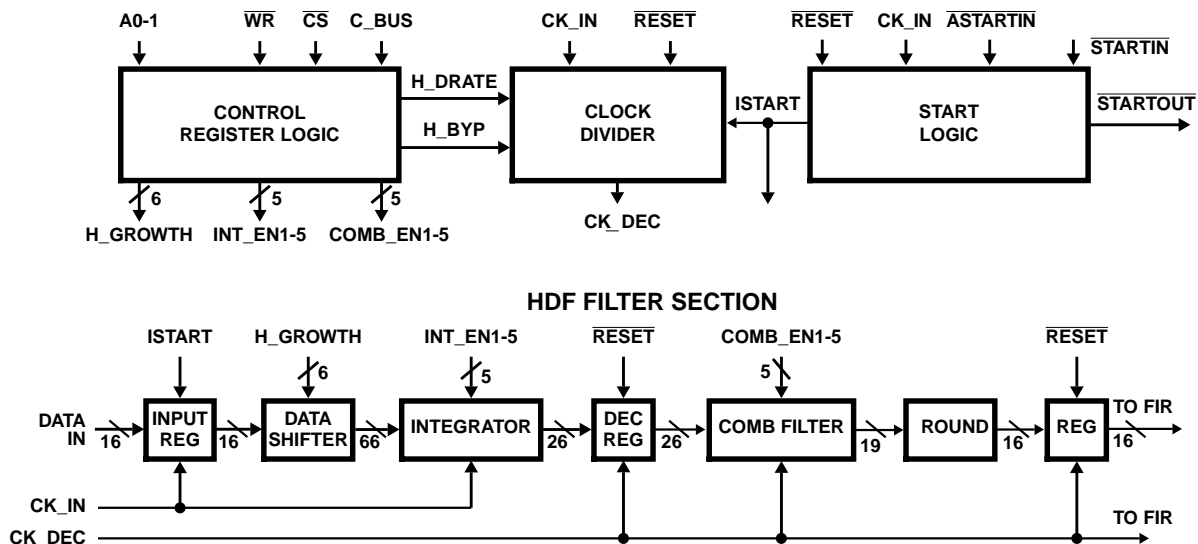 A0-1 WR CS C_BUS CK_IN RESET RESET CK_IN ASTARTIN
STARTIN
H_DRATE
CONTROL
REGISTER LOGIC
H_BYP
CLOCK
DIVIDER
ISTART
START
LOGIC
STARTOUT
6 5 5
H_GROWTH INT_EN1-5 COMB_EN1-5
CK_DEC
HDF FILTER SECTION
ISTART H_GROWTH INT_EN1-5 RESET COMB_EN1-5 RESET
6 5 5
DATA
IN
16
INPUT
REG
16
DATA
SHIFTER
66
INTEGRATOR
26
DEC
REG
26
COMB FILTER
19
ROUND
16
REG
TO FIR
16
CK_IN
CK_DEC
TO FIR